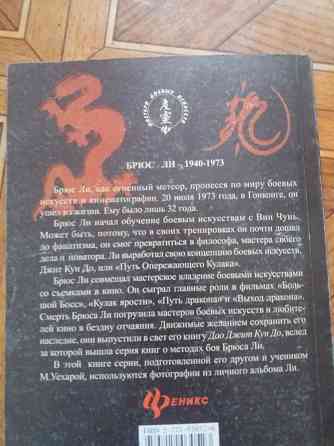 БРЮС ЛИ, 1940-1973
Брюс Ли, как огненный метеор, пронесся по миру боевых
искусств и кинематографии. 20 июля 1973 года, в Гонконге, он
ушел из жизни. Ему было лишь 32 года.
Брюс Ли начал обучение боевым искусствам с Вин Чунь.
Может быть, потому, что в своих тренировках он почти дошел
до фанатизма, он смог превратиться в философа, мастера своего
дела и новатора. Ли выработал свою концепцию боевых искусств,
Джит Кун До, или “Путь Опережающего Кулака”.
Брюс Ли совмещал мастерское владение боевыми искусствами
со съемками в кино. Он сыграл главные роли в фильмах «Боль-
шой Босс», «Кулак ярости», «Путь дракона» и «Выход дракона».
Смерть Брюса Ли погрузила мастеров боевых искусств и любите-
лей кино в бездну отчаяния. Движимые желанием сохранить его
наследие, они выпустили в свет его книгу Дао Джит Кун До, вслед
за которой вышла серия книг о методах боя Брюса Ли.
В этой книге серии, подготовленной его другом и учеником
М.Уехарой, используются фотографии из личного альбома Ли.
Феникс
ISBN